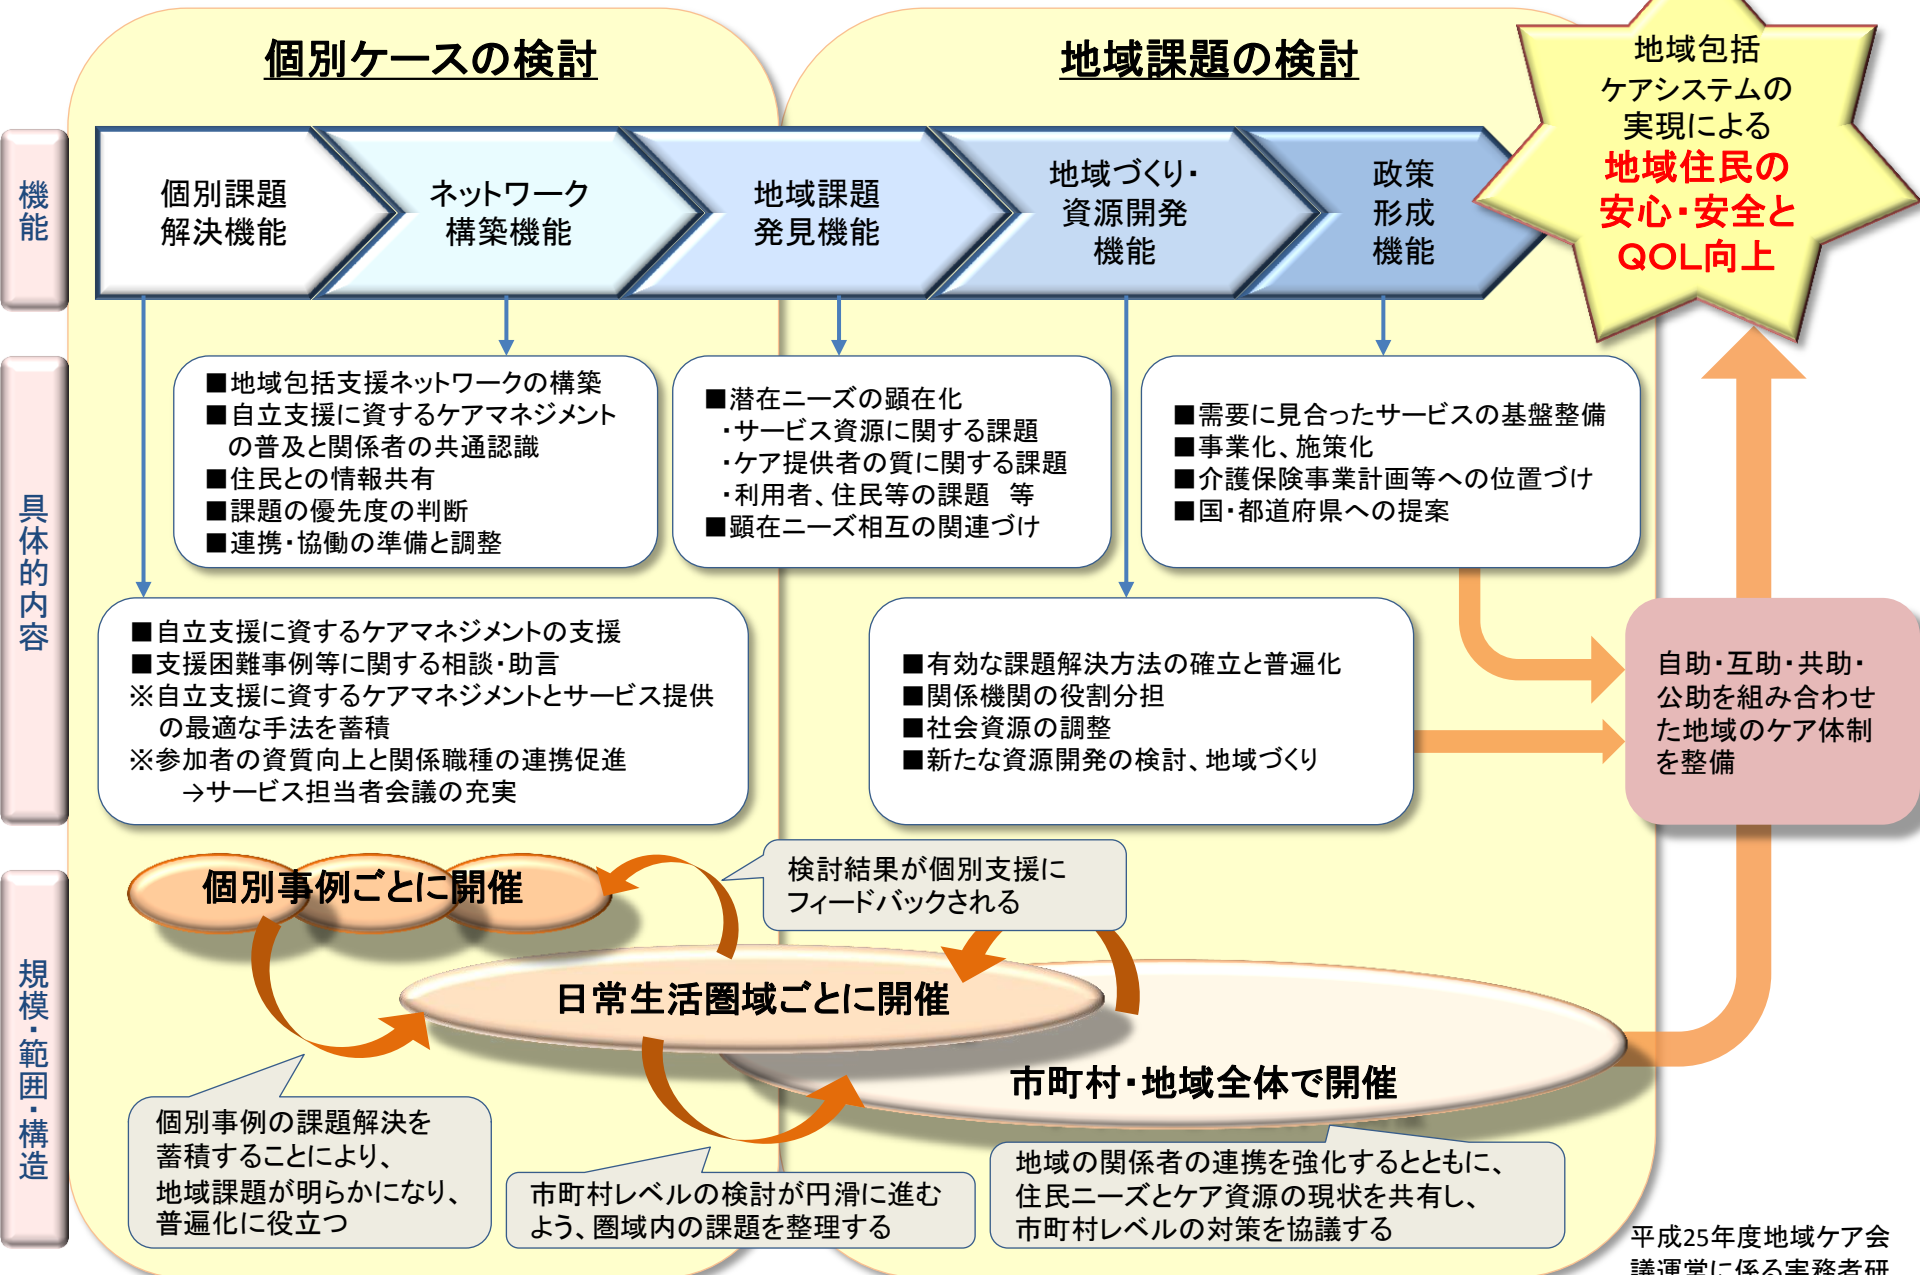 個別ケースの検討
地域課題の検討
地域包括
ケアシステムの
実現による
地域住民の
安心・安全と
QOL向上
機能
個別課題
解決機能
ネットワーク
構築機能
地域課題
発見機能
地域づくり・
資源開発
機能
政策
形成
機能
具体的内容
■地域包括支援ネットワークの構築
■自立支援に資するケアマネジメント
の普及と関係者の共通認識
■住民との情報共有
■課題の優先度の判断
■連携・協働の準備と調整
■潜在ニーズの顕在化
・サービス資源に関する課題
・ケア提供者の質に関する課題
・利用者、住民等の課題　等
■顕在ニーズ相互の関連づけ
■需要に見合ったサービスの基盤整備
■事業化、施策化
■介護保険事業計画等への位置づけ
■国・都道府県への提案
■自立支援に資するケアマネジメントの支援
■支援困難事例等に関する相談・助言
※自立支援に資するケアマネジメントとサービス提供
の最適な手法を蓄積
※参加者の資質向上と関係職種の連携促進
→サービス担当者会議の充実
■有効な課題解決方法の確立と普遍化
■関係機関の役割分担
■社会資源の調整
■新たな資源開発の検討、地域づくり
自助・互助・共助・
公助を組み合わせ
た地域のケア体制
を整備
規模・範囲・構造
個別事例ごとに開催
検討結果が個別支援に
フィードバックされる
日常生活圏域ごとに開催
市町村・地域全体で開催
個別事例の課題解決を
蓄積することにより、
地域課題が明らかになり、
普遍化に役立つ
市町村レベルの検討が円滑に進む
よう、圏域内の課題を整理する
地域の関係者の連携を強化するとともに、
住民ニーズとケア資源の現状を共有し、
市町村レベルの対策を協議する
平成25年度地域ケア会
議運営に係る実務者研